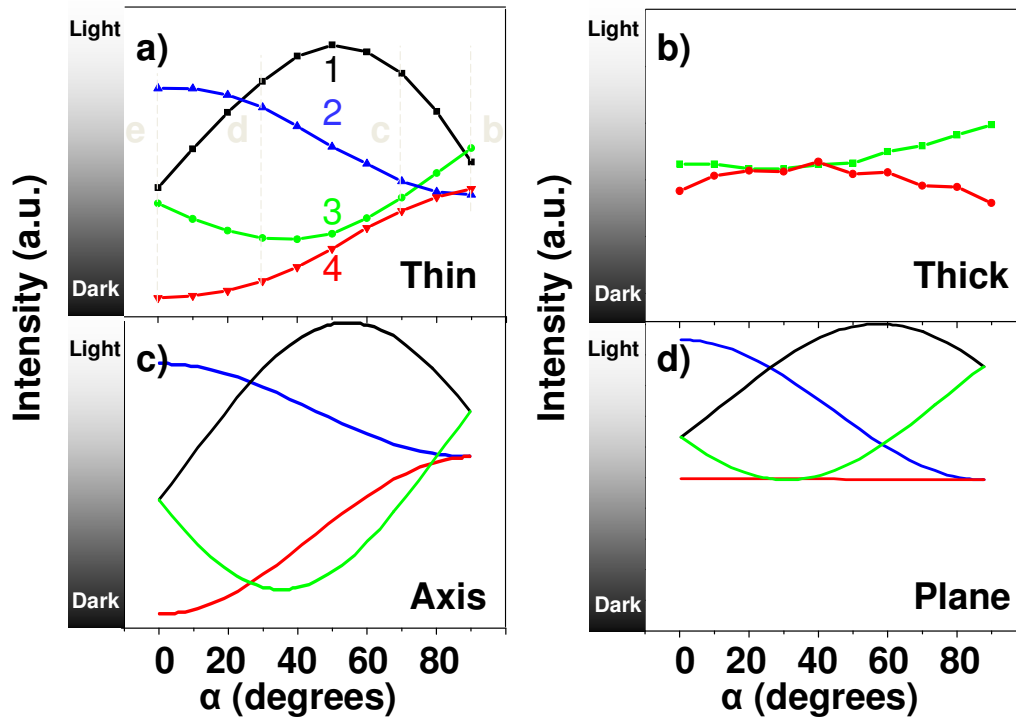 Light
a)
1
2
e
d
c
b
3
4
Dark
Thin
Intensity (a.u.)
Light
b)
Dark
Thick
Intensity (a.u.)
Light
c)
Dark
Axis
0 20 40 60 80
α (degrees)
Light
d)
Dark
Plane
0 20 40 60 80
α (degrees)